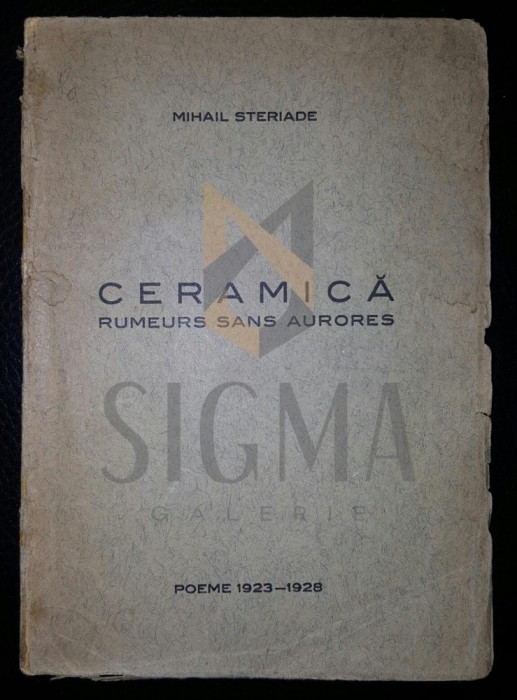 MIHAIL STERIADE
CERAMICĂ
RUMEURS SANS AURORES
SIGMA
GALERIE
POEME 1923—1928